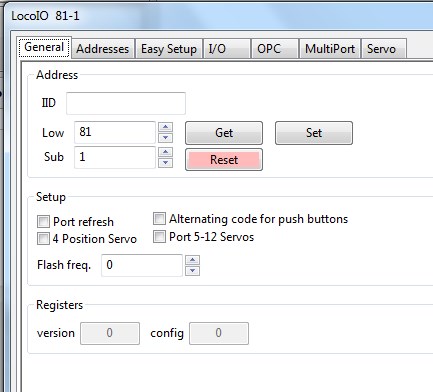 LocoIO 81-1
General Addresses Easy Setup I/O OPC MultiPort Servo
Address
IID
Low 81 Get Set
Sub 1 Reset
Setup
Port refresh Alternating code for push buttons
4 Position Servo Port 5-12 Servos
Flash freq. 0
Registers
version 0 config 0